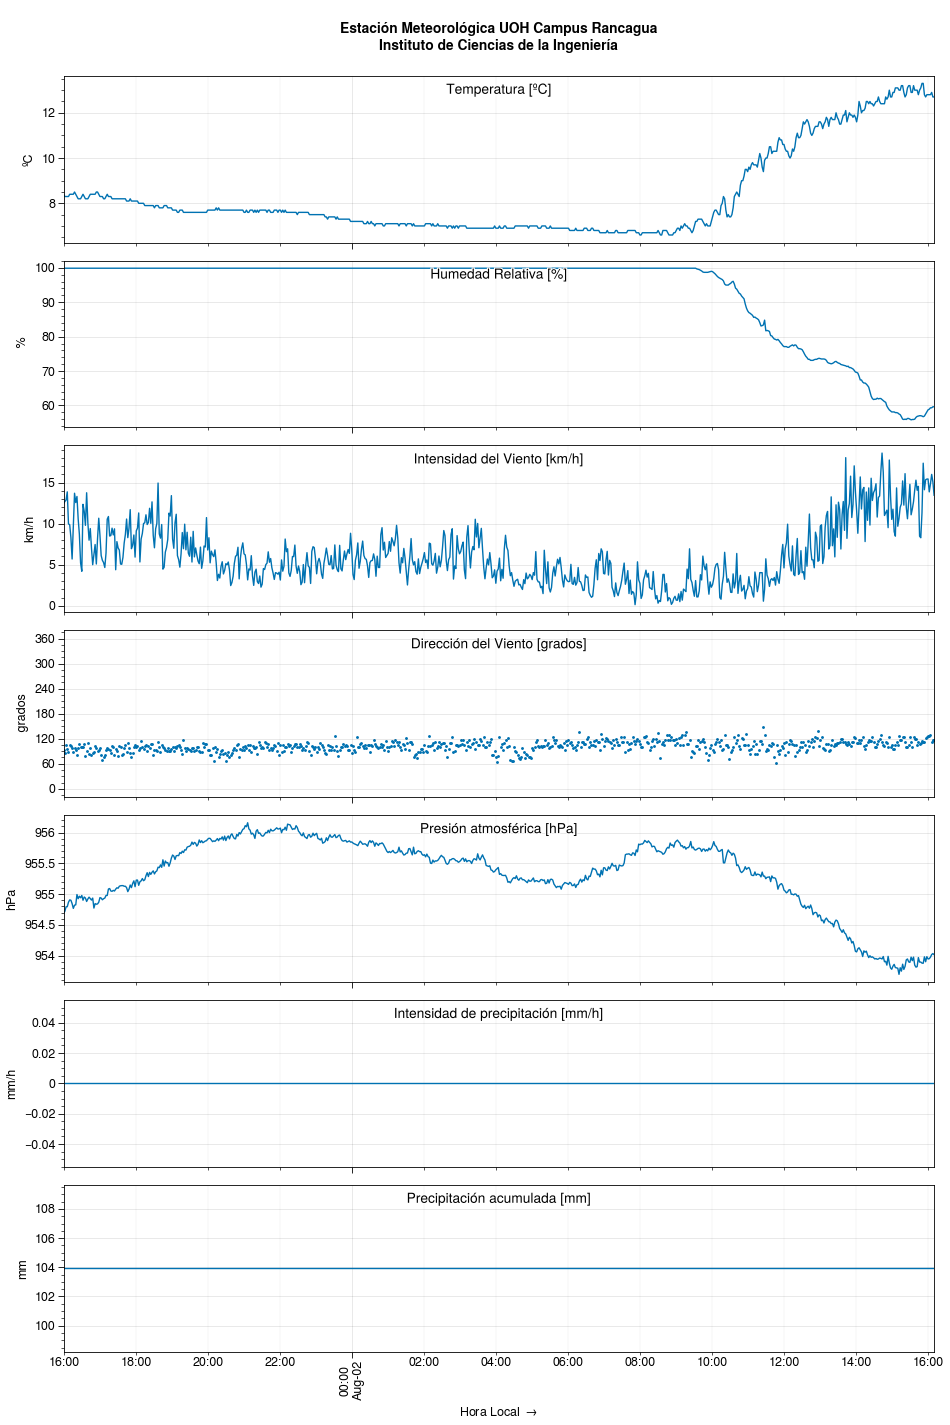 Estación Meteorológica UOH Campus Rancagua
Instituto de Ciencias de la Ingeniería
Temperatura [ºC]
12
10
8
ºC
Humedad Relativa [%]
100
90
80
70
60
%
Intensidad del Viento [km/h]
15
10
5
0
km/h
Dirección del Viento [grados]
360
300
240
180
120
60
0
grados
Presión atmosférica [hPa]
956
955.5
955
954.5
954
hPa
Intensidad de precipitación [mm/h]
0.04
0.02
0
−0.02
−0.04
mm/h
Precipitación acumulada [mm]
108
106
104
102
100
mm
16:00 18:00 20:00 22:00 00:00 02:00 04:00 06:00 08:00 10:00 12:00 14:00 16:00
Aug-02
Hora Local →